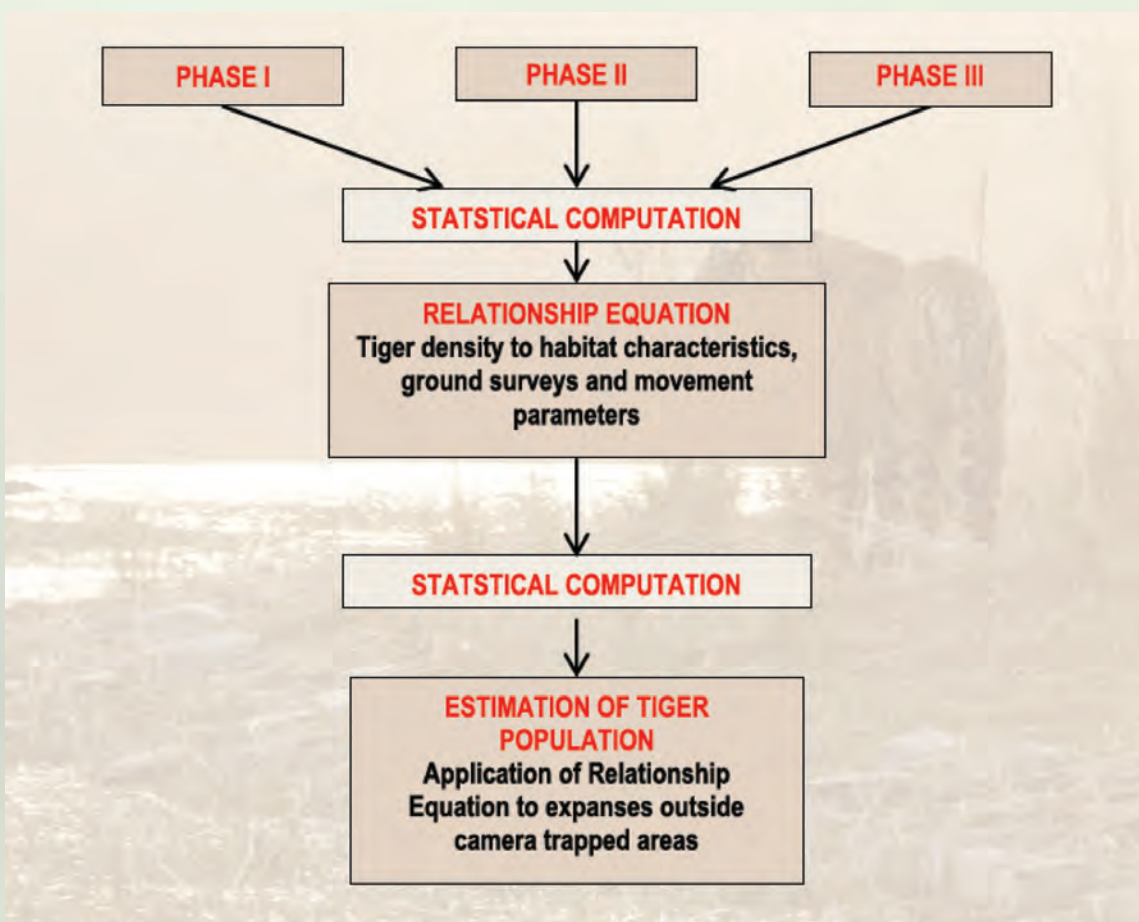 PHASE I
PHASE II
PHASE III
STATSTICAL COMPUTATION
RELATIONSHIP EQUATION
Tiger density to habitat characteristics,
ground surveys and movement
parameters
STATSTICAL COMPUTATION
ESTIMATION OF TIGER
POPULATION
Application of Relationship
Equation to expanses outside
camera trapped areas